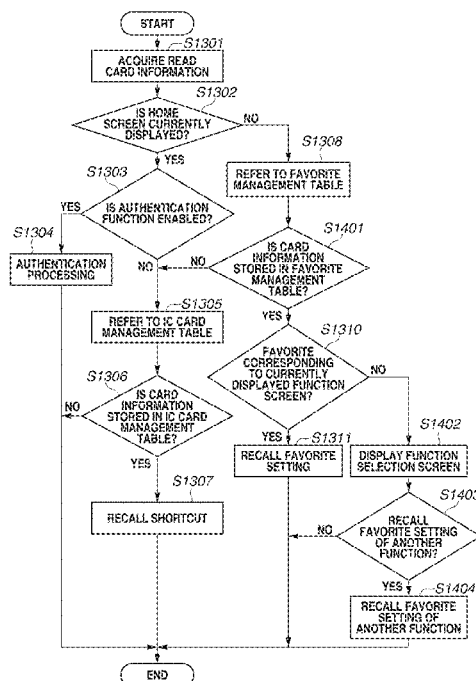 START
S1301
ACQUIRE READ
CARD INFORMATION
S1302
IS HOME
SCREEN CURRENTLY
DISPLAYED?
NO
YES
S1303
IS AUTHENTICATION
FUNCTION ENABLED?
YES
NO
S1304
AUTHENTICATION
PROCESSING
S1308
REFER TO FAVORITE
MANAGEMENT TABLE
S1401
IS CARD
INFORMATION
STORED IN FAVORITE
MANAGEMENT
TABLE?
NO
YES
S1305
REFER TO IC CARD
MANAGEMENT TABLE
S1306
IS CARD
INFORMATION
STORED IN IC CARD
MANAGEMENT
TABLE?
NO
YES
S1307
RECALL SHORTCUT
S1310
FAVORITE
CORRESPONDING
TO CURRENTLY
DISPLAYED FUNCTION
SCREEN?
NO
YES
S1311
RECALL FAVORITE
SETTING
S1402
DISPLAY FUNCTION
SELECTION SCREEN
S1403
RECALL
FAVORITE SETTING
OF ANOTHER
FUNCTION?
NO
YES
S1404
RECALL FAVORITE
SETTING OF
ANOTHER FUNCTION
END